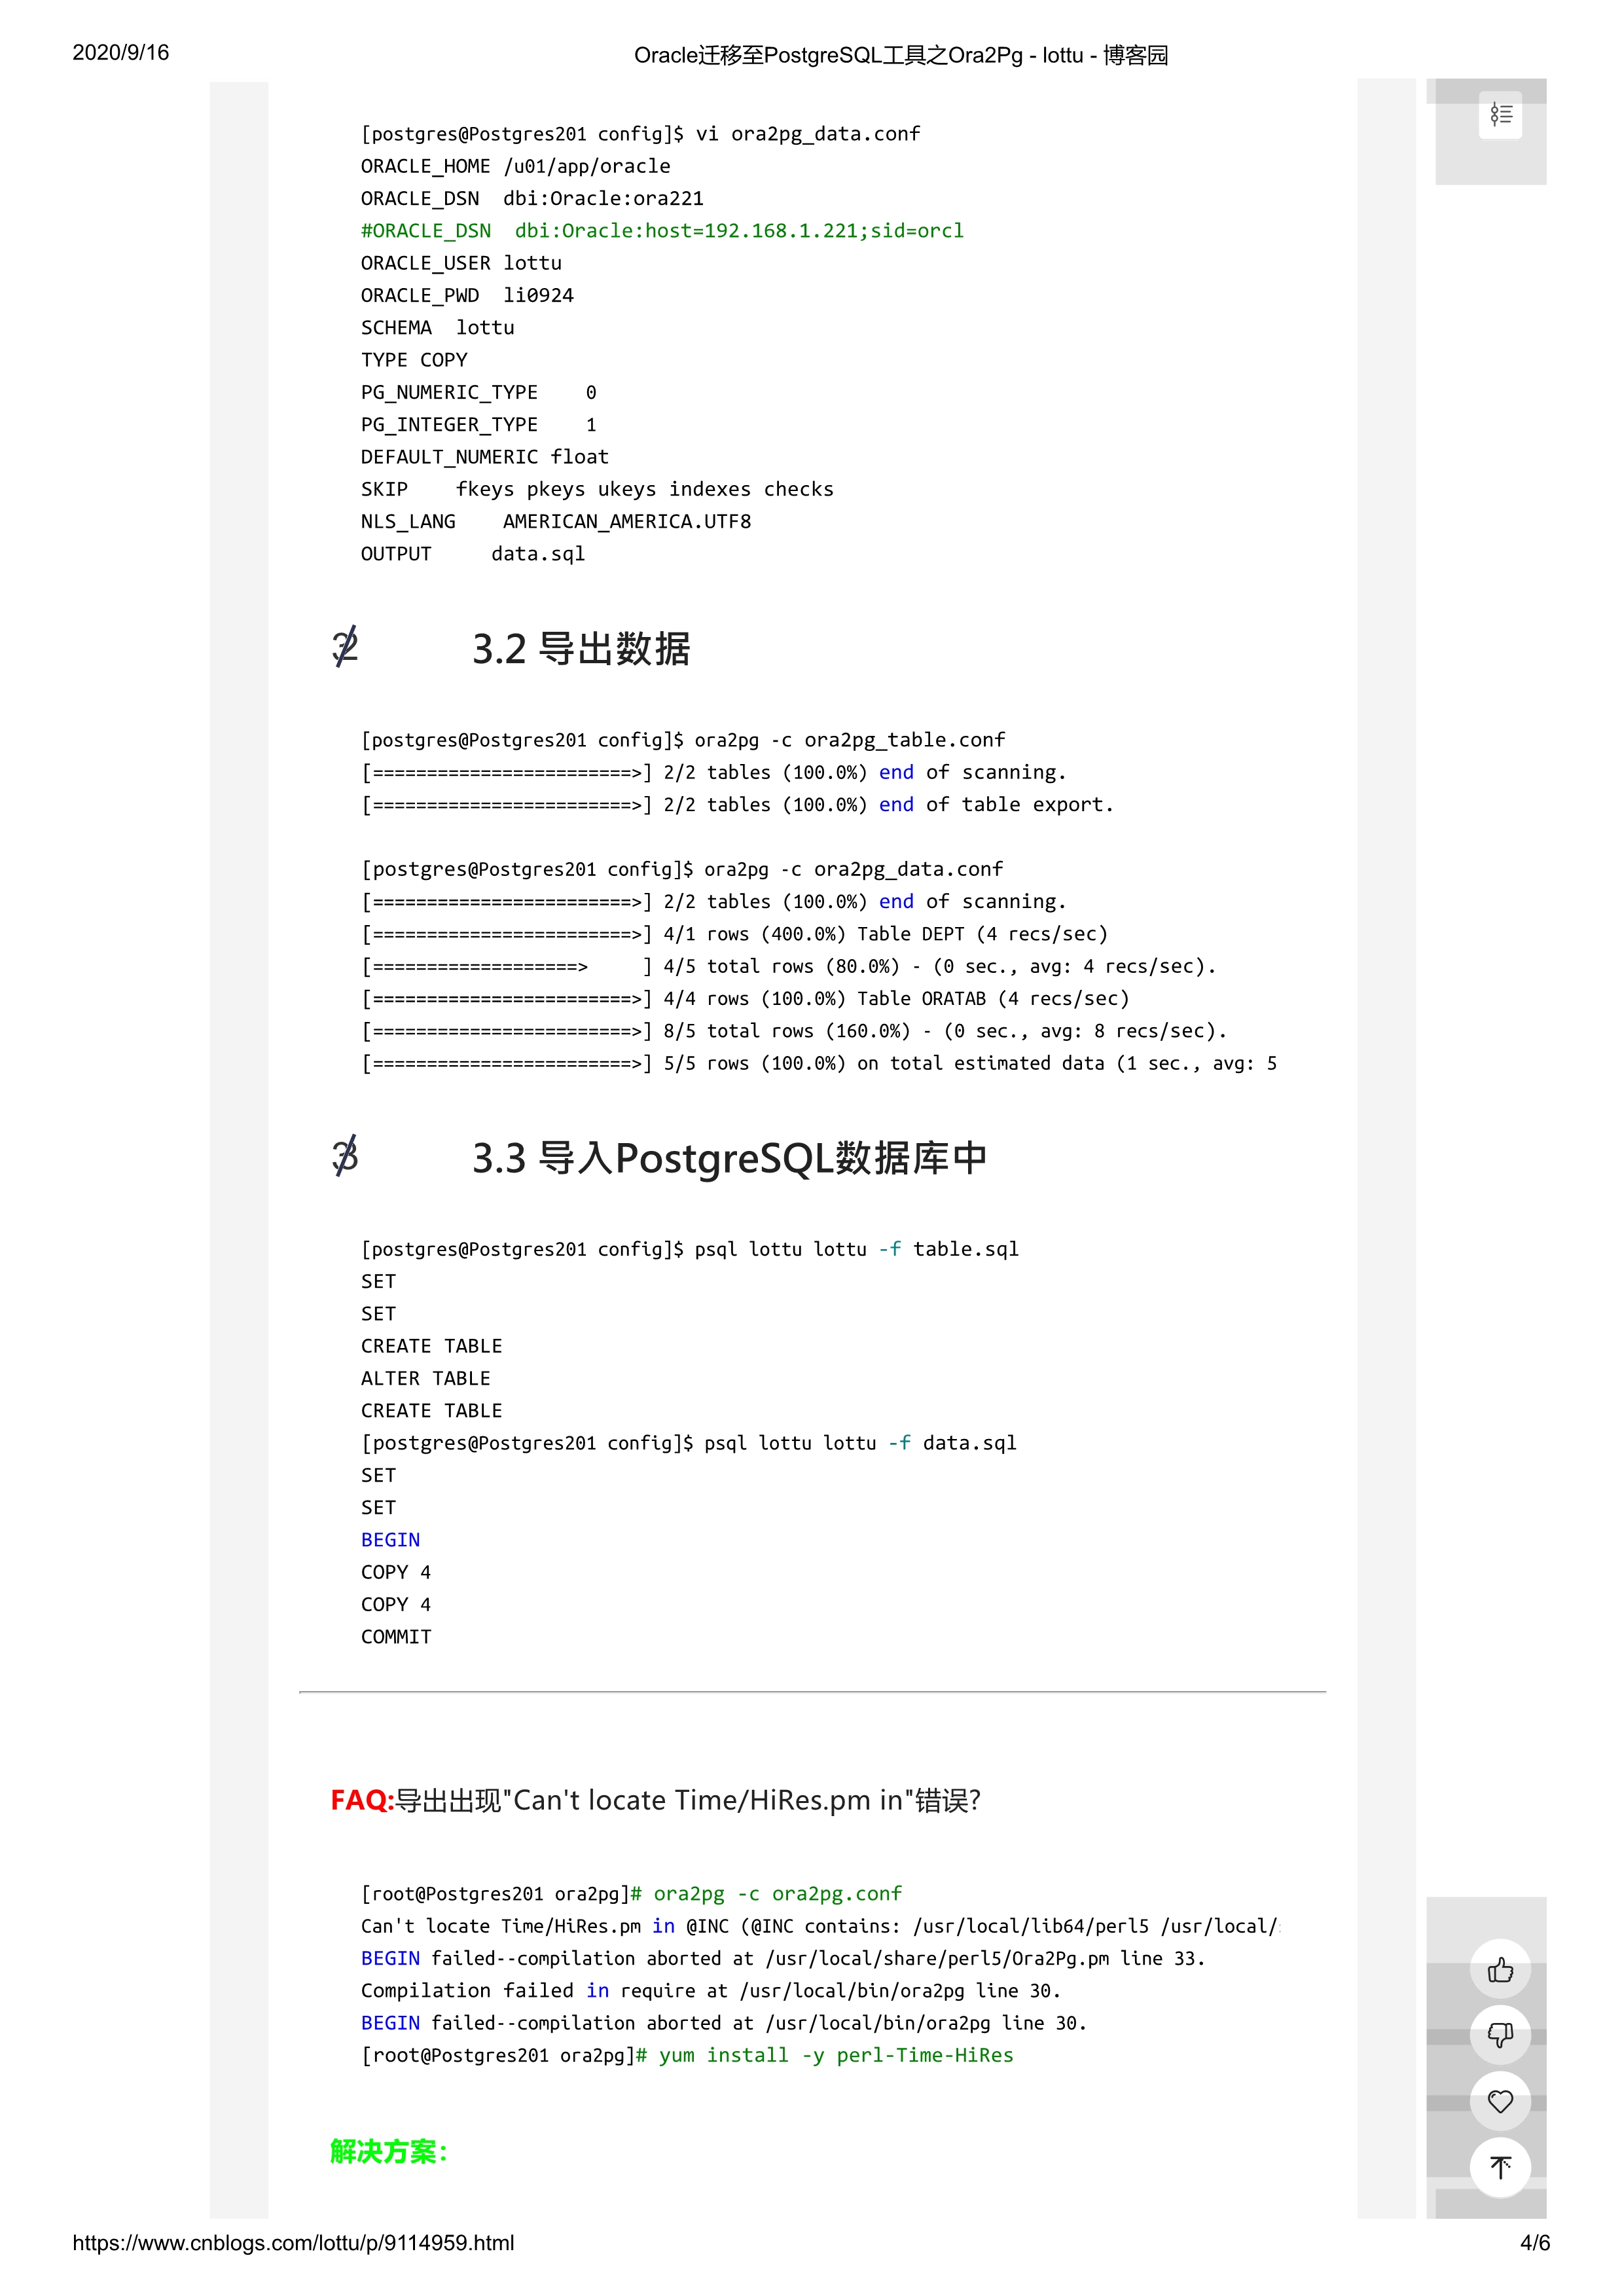 2020/9/16
Oracle迁移至PostgreSQL工具之Ora2Pg - lottu - 博客园
[postgres@Postgres201 config]$ vi ora2pg_data.conf
ORACLE_HOME /u01/app/oracle
ORACLE_DSN  dbi:Oracle:ora221
#ORACLE_DSN  dbi:Oracle:host=192.168.1.221;sid=orcl
ORACLE_USER lottu
ORACLE_PWD  li0924
SCHEMA  lottu
TYPE COPY
PG_NUMERIC_TYPE    0
PG_INTEGER_TYPE    1
DEFAULT_NUMERIC float
SKIP    fkeys pkeys ukeys indexes checks
NLS_LANG    AMERICAN_AMERICA.UTF8
OUTPUT     data.sql
3.2 导出数据
[postgres@Postgres201 config]$ ora2pg -c ora2pg_table.conf
[========================>] 2/2 tables (100.0%) end of scanning.
[========================>] 2/2 tables (100.0%) end of table export.
[postgres@Postgres201 config]$ ora2pg -c ora2pg_data.conf
[========================>] 2/2 tables (100.0%) end of scanning.
[========================>] 4/1 rows (400.0%) Table DEPT (4 recs/sec)
[===================>     ] 4/5 total rows (80.0%) - (0 sec., avg: 4 recs/sec).
[========================>] 4/4 rows (100.0%) Table ORATAB (4 recs/sec)
[========================>] 8/5 total rows (160.0%) - (0 sec., avg: 8 recs/sec).
[========================>] 5/5 rows (100.0%) on total estimated data (1 sec., avg: 5
3.3 导入PostgreSQL数据库中
[postgres@Postgres201 config]$ psql lottu lottu -f table.sql
SET
SET
CREATE TABLE
ALTER TABLE
CREATE TABLE
[postgres@Postgres201 config]$ psql lottu lottu -f data.sql
SET
SET
BEGIN
COPY 4
COPY 4
COMMIT
FAQ:导出出现"Can't locate Time/HiRes.pm in"错误?
[root@Postgres201 ora2pg]# ora2pg -c ora2pg.conf
Can't locate Time/HiRes.pm in @INC (@INC contains: /usr/local/lib64/perl5 /usr/local/
BEGIN failed--compilation aborted at /usr/local/share/perl5/Ora2Pg.pm line 33.
Compilation failed in require at /usr/local/bin/ora2pg line 30.
BEGIN failed--compilation aborted at /usr/local/bin/ora2pg line 30.
[root@Postgres201 ora2pg]# yum install -y perl-Time-HiRes
解决方案：
https://www.cnblogs.com/lottu/p/9114959.html
4/6